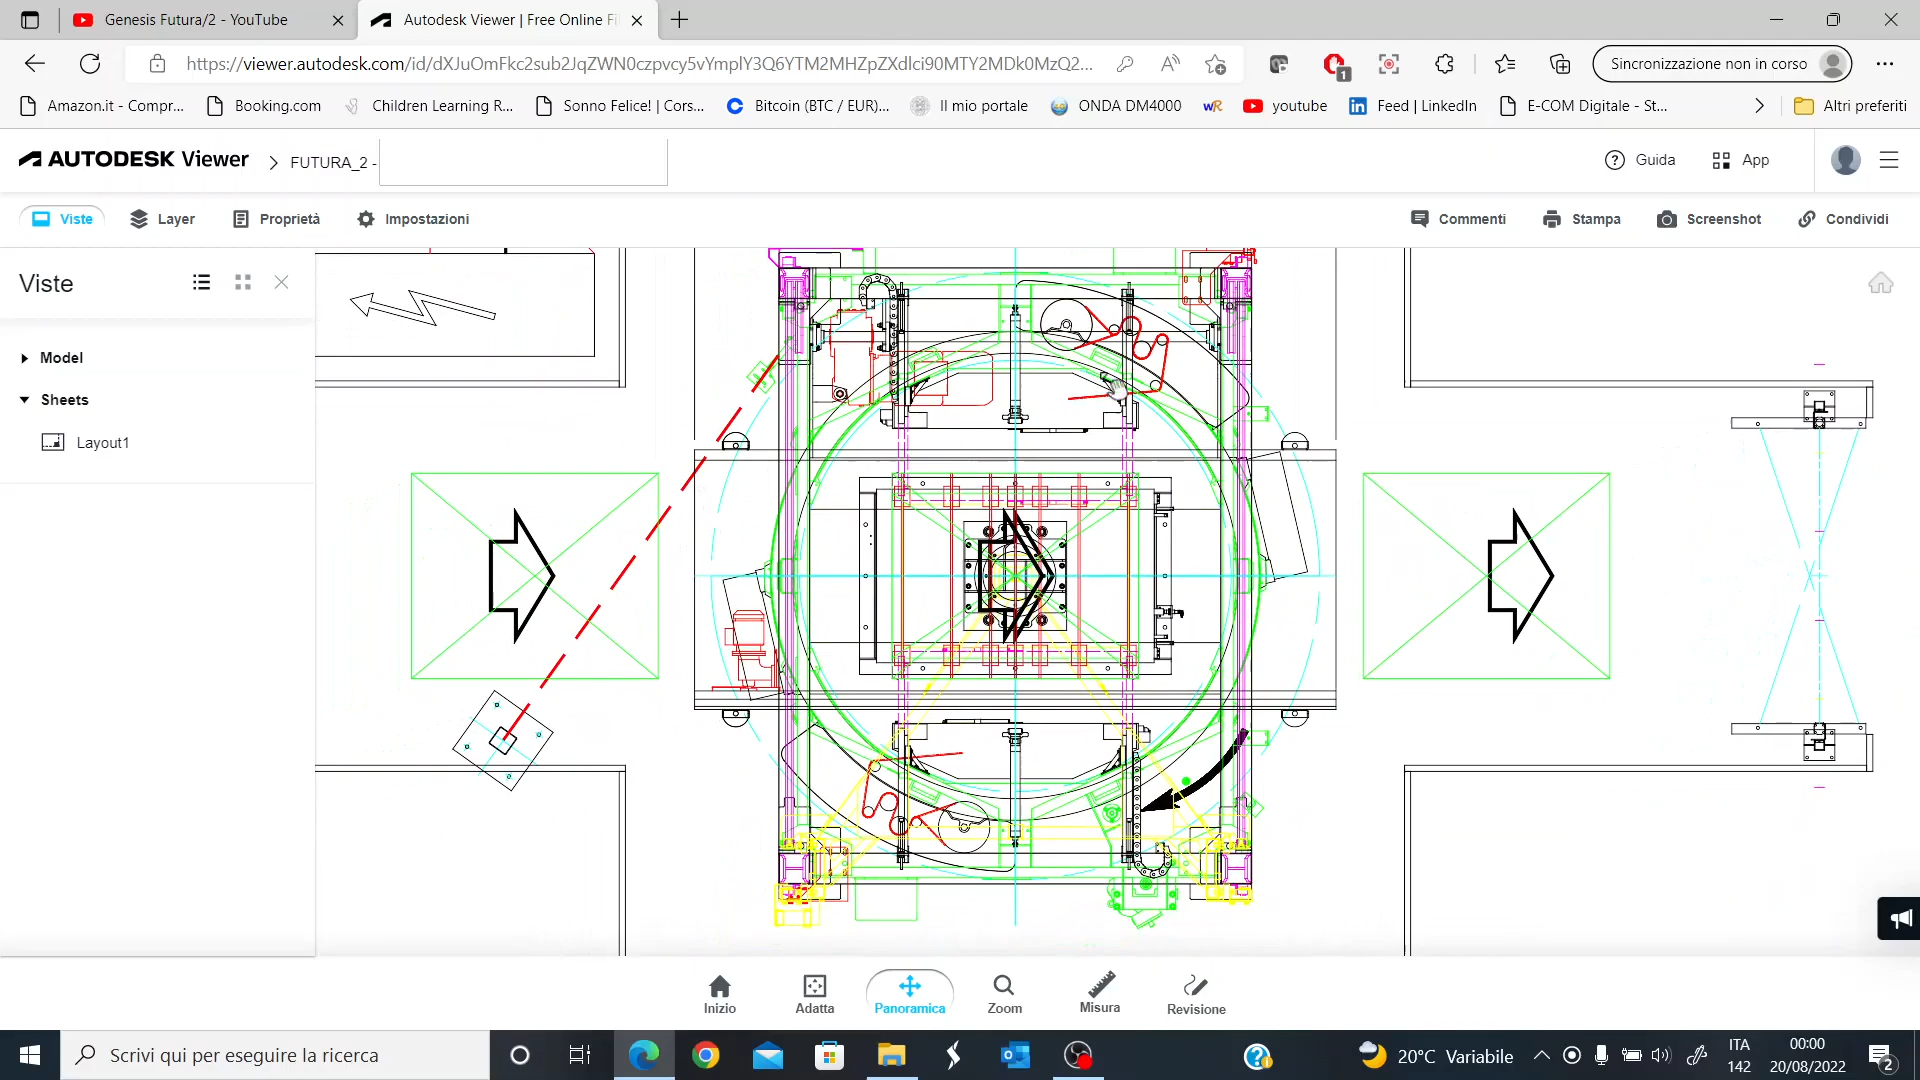 Genesis Futura/2 - YouTube
Autodesk Viewer | Free Online Fi
https://viewer.autodesk.com/id/dXJuOmFkc2sub2JqZWN0czpvcy5vYmplY3Q6YTM2MHZpZXdlci90MTY2MDk0MzQ2...
1
Sincronizzazione non in corso
Amazon.it - Compr...
Booking.com
Children Learning R...
Sonno Felice! | Cors...
Bitcoin (BTC / EUR)...
Il mio portale
ONDA DM4000
wR
youtube
Feed | LinkedIn
E-COM Digitale - St...
Altri preferiti
AUTODESK Viewer
FUTURA_2 -
Guida
App
Viste
Layer
Proprietà
Impostazioni
Commenti
Stampa
Screenshot
Condividi
Viste
Model
Sheets
Layout1
Inizio
Adatta
Panoramica
Zoom
Misura
Revisione
Scrivi qui per eseguire la ricerca
20°C Variabile
ITA
142
00:00
20/08/2022
2